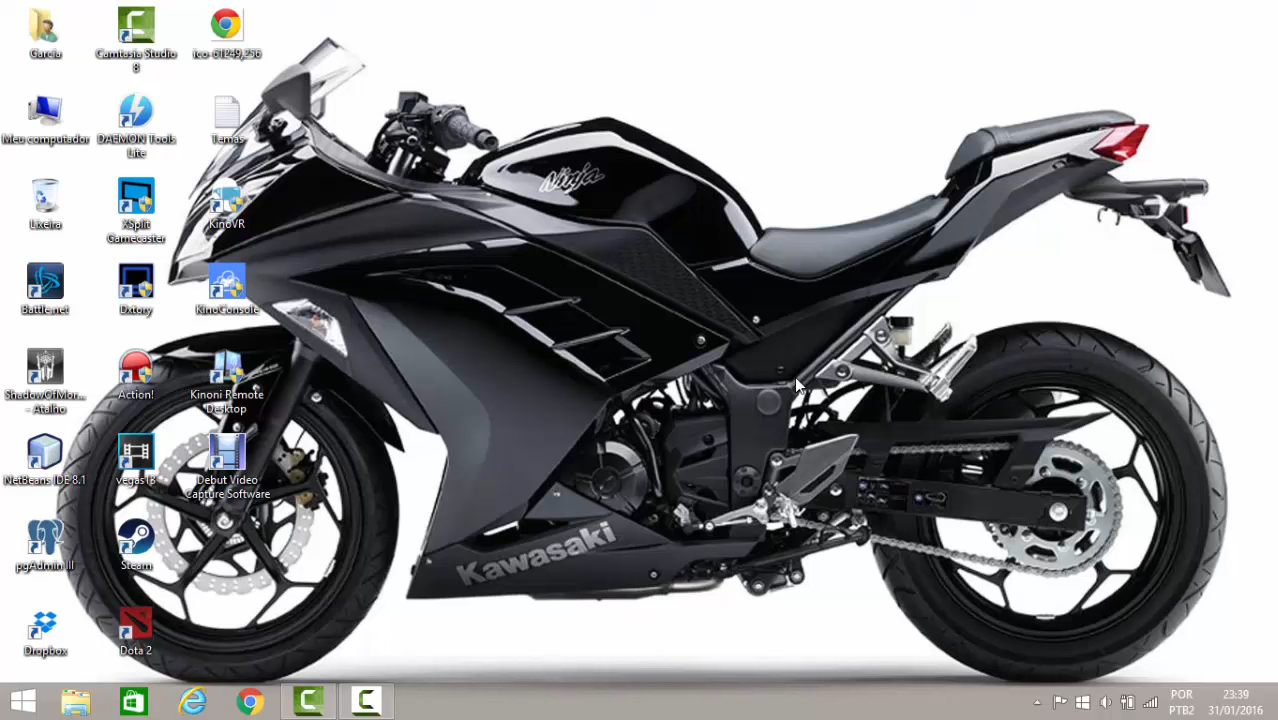 Garcia
Camtasia Studio
8
ico-61249,256
Meu computador
DAEMON Tools
Lite
Temas
Lixeira
XSplit
Gamecaster
KinoVR
Battle.net
Dxtory
KinoConsole
ShadowOfMor...
- Atalho
Action!
Kinoni Remote
Desktop
NetBeans IDE 8.1
vegas13
Debut Video
Capture Software
pgAdmin III
Steam
Dropbox
Dota 2
Ninja
Kawasaki
POR
PTB2
23:39
31/01/2016